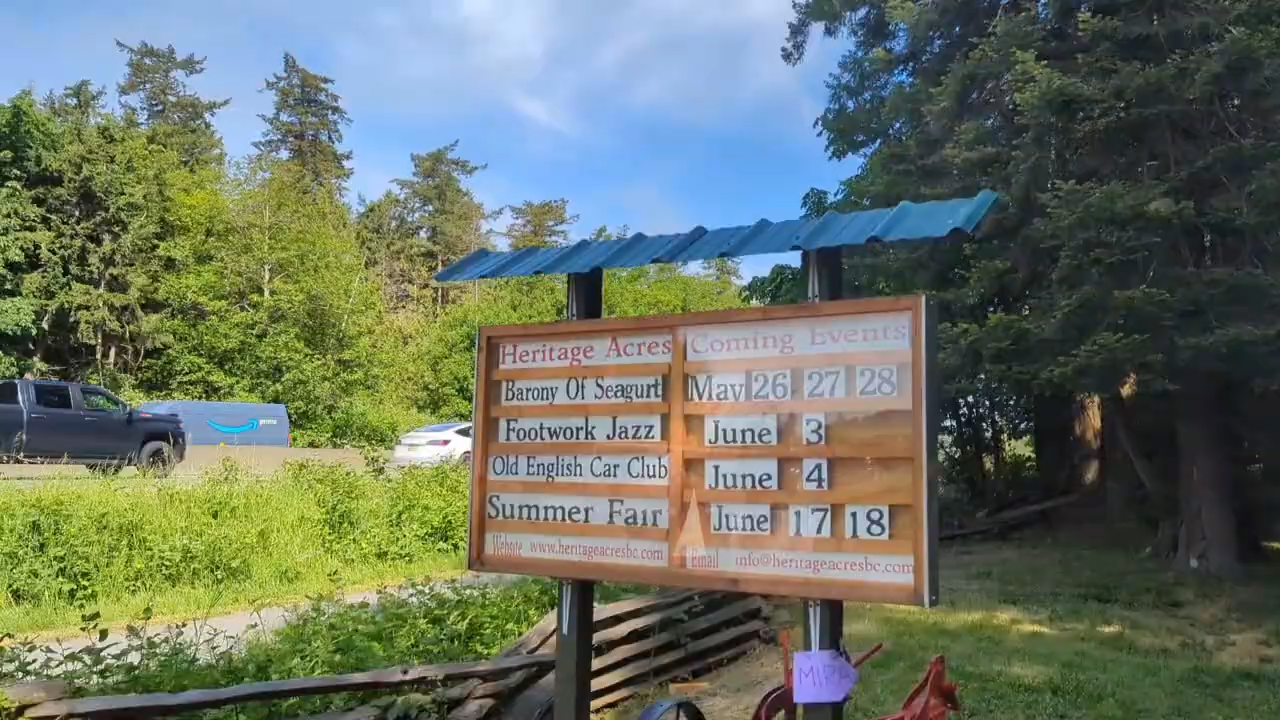 Heritage Acres Coming Events
Barony Of Seagurt May 26 27 28
Footwork Jazz June 3
Old English Car Club June 4
Summer Fair June 17 18
Website www.heritageacresbc.com Email info@heritageacresbc.com
prime